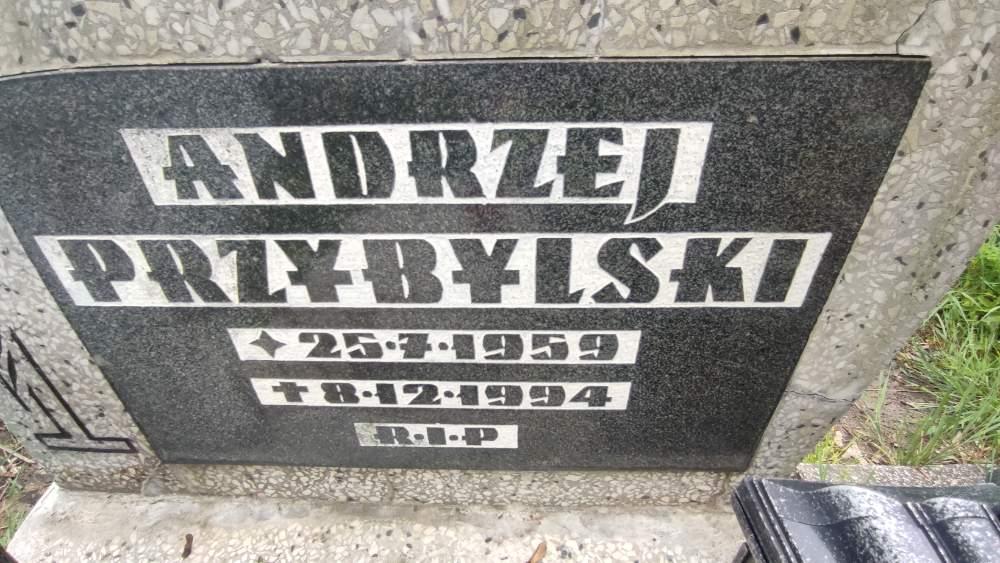 ANDRZEJ
PRZYBYLSKI
✦ 25·7·1959
✝ 8·12·1994
R·I·P